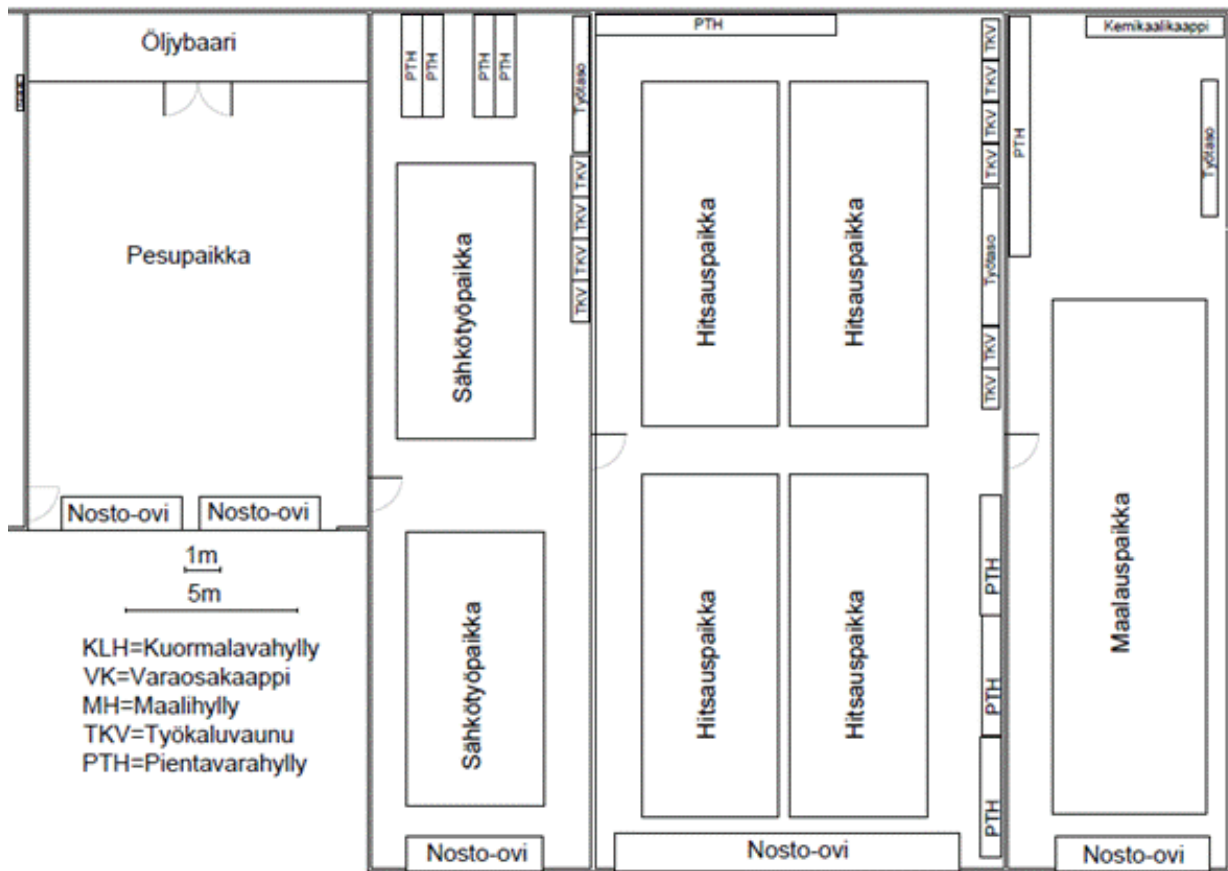 Öljybaari
Pesupaikka
Nosto-ovi
Nosto-ovi
1m
5m
KLH=Kuormalavahylly
VK=Varaosakaappi
MH=Maalihylly
TKV=Työkaluvaunu
PTH=Pientavarahylly
PTH
PTH
PTH
PTH
Työtaso
TKV
TKV
TKV
TKV
Sähkötyöpaikka
Sähkötyöpaikka
Nosto-ovi
PTH
Hitsauspaikka
Hitsauspaikka
Hitsauspaikka
Hitsauspaikka
TKV
TKV
TKV
TKV
Työtaso
TKV
TKV
PTH
PTH
PTH
Nosto-ovi
Kemikaalikaappi
PTH
Työtaso
Maalauspaikka
Nosto-ovi